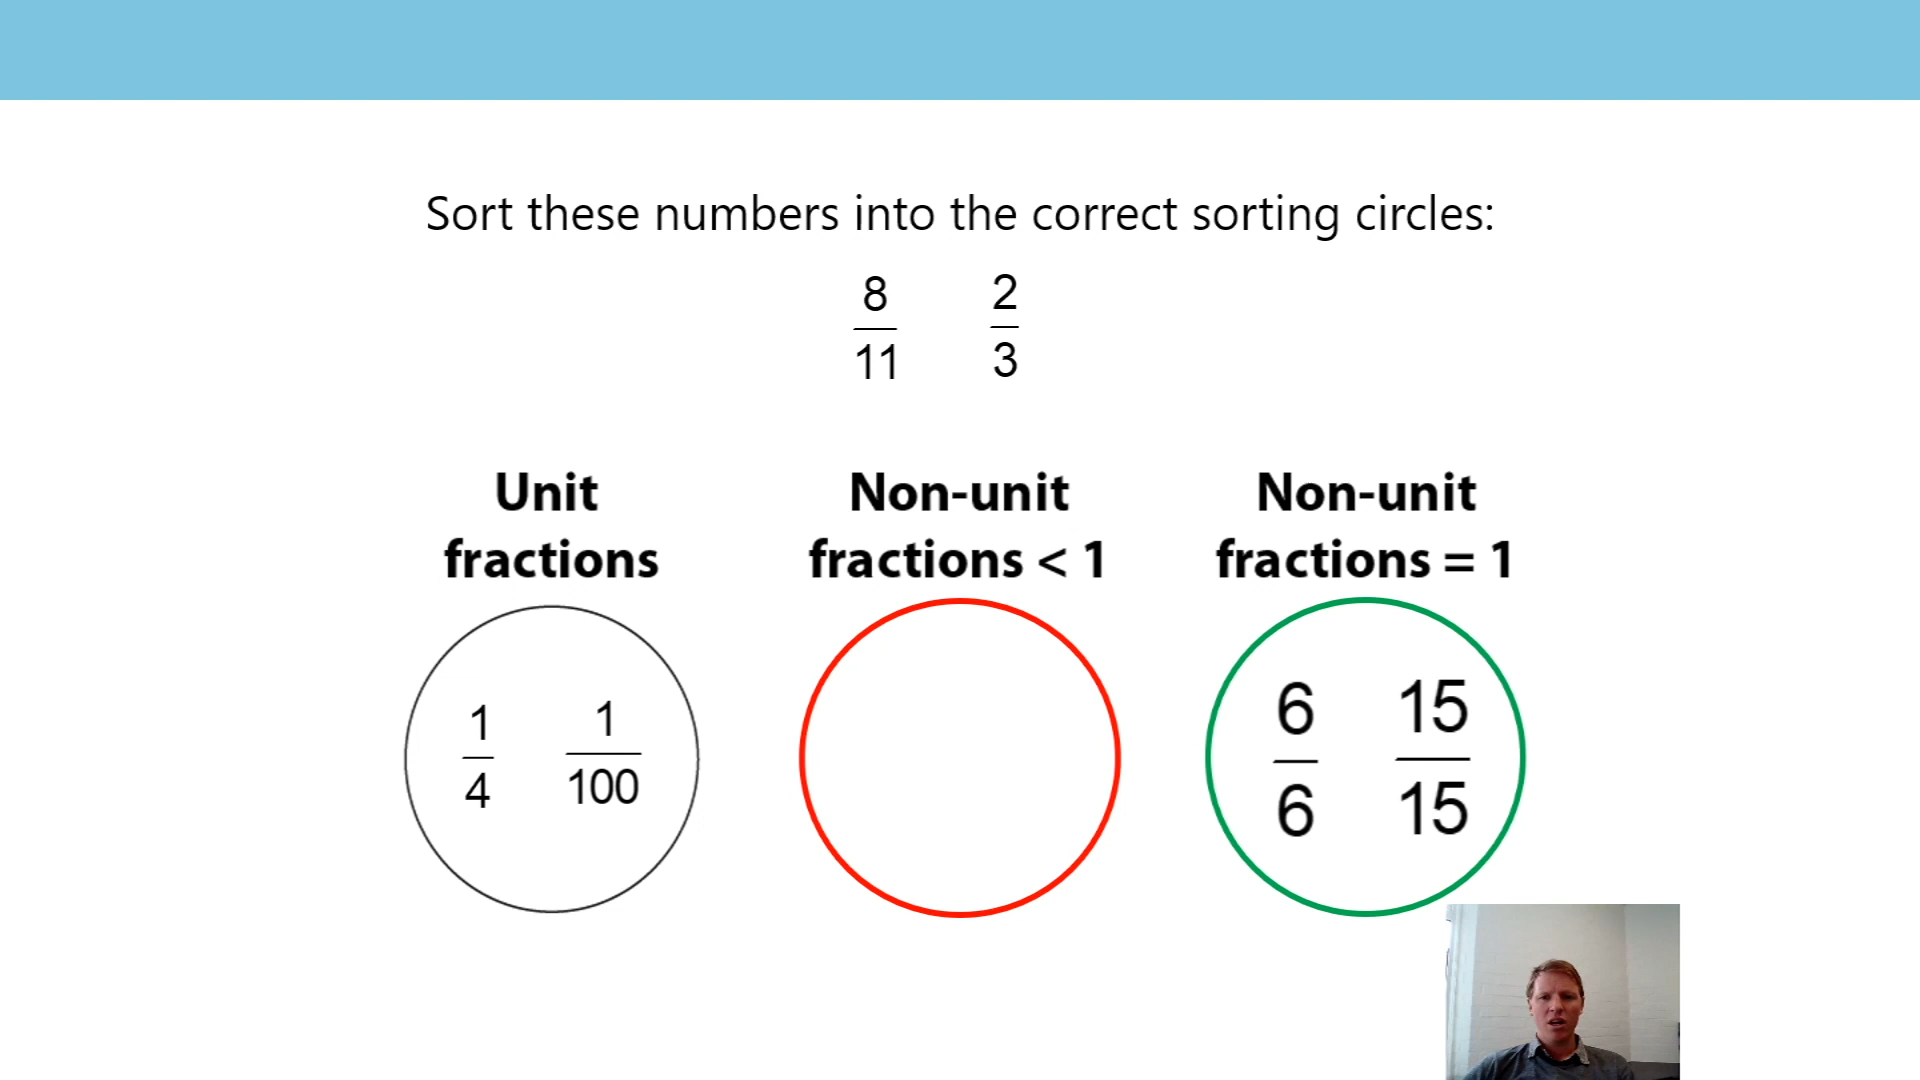 Sort these numbers into the correct sorting circles:
8/11 2/3
Unit fractions
Non-unit fractions < 1
Non-unit fractions = 1
1/4 1/100
6/6 15/15